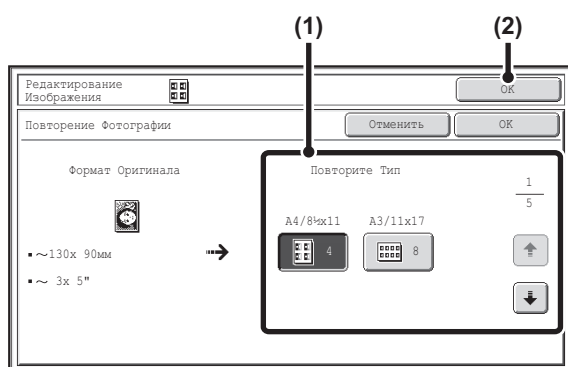 (1) (2)
Редактирование
Изображения
OK
Повторение Фотографии
Отменить
OK
Формат Оригинала
Повторите Тип
1
5
A4/8½x11
A3/11x17
4
8
~130x 90мм
~ 3x 5"